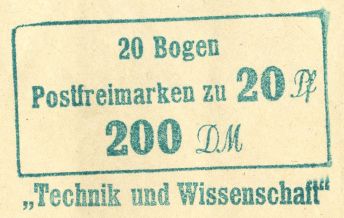 20 Bogen
Postfreimarken zu 20 Pf
200 DM
„Technik und Wissenschaft“